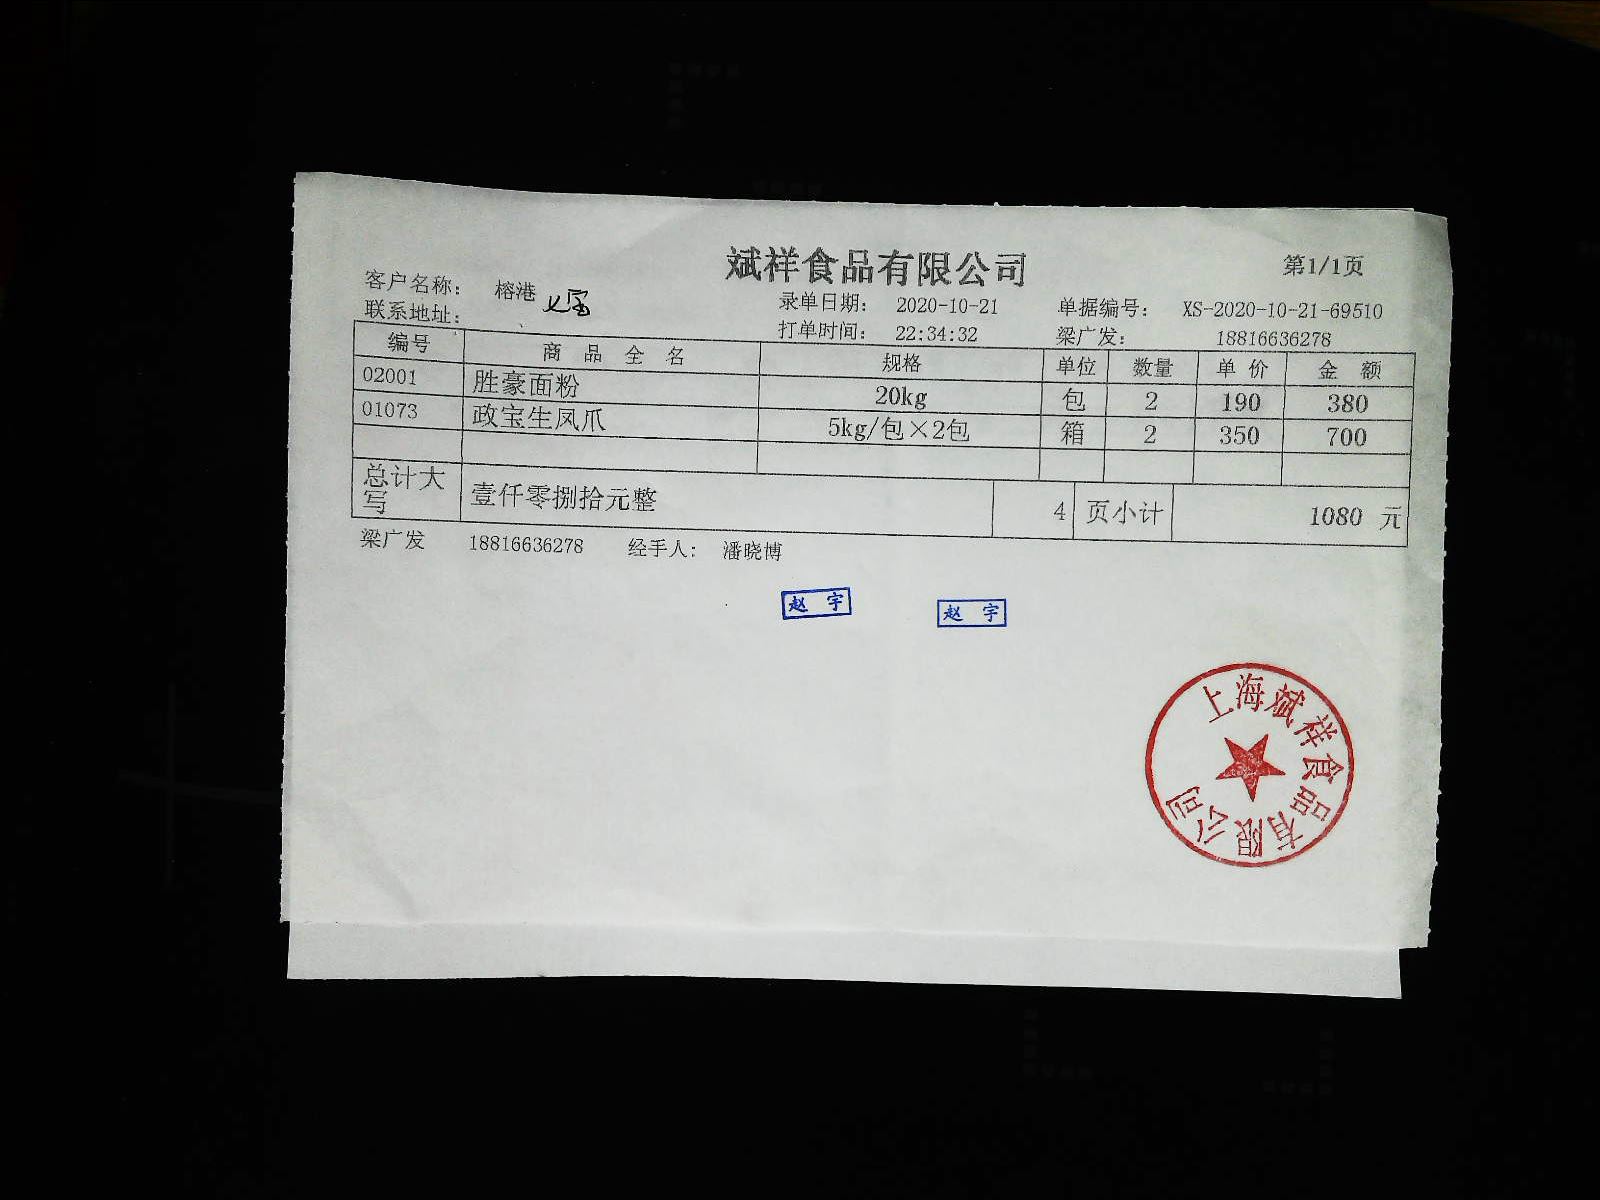 斌祥食品有限公司
第1/1页
客户名称: 榕港 七宝 录单日期: 2020-10-21 单据编号: XS-2020-10-21-69510
联系地址: 打单时间: 22:34:32 梁广发: 18816636278
编号 商品全名 规格 单位 数量 单价 金额
02001 胜豪面粉 20kg 包 2 190 380
01073 政宝生凤爪 5kg/包×2包 箱 2 350 700
总计大写 壹仟零捌拾元整 4 页小计 1080 元
梁广发 18816636278 经手人: 潘晓博
赵宇 赵宇
上海斌祥食品有限公司